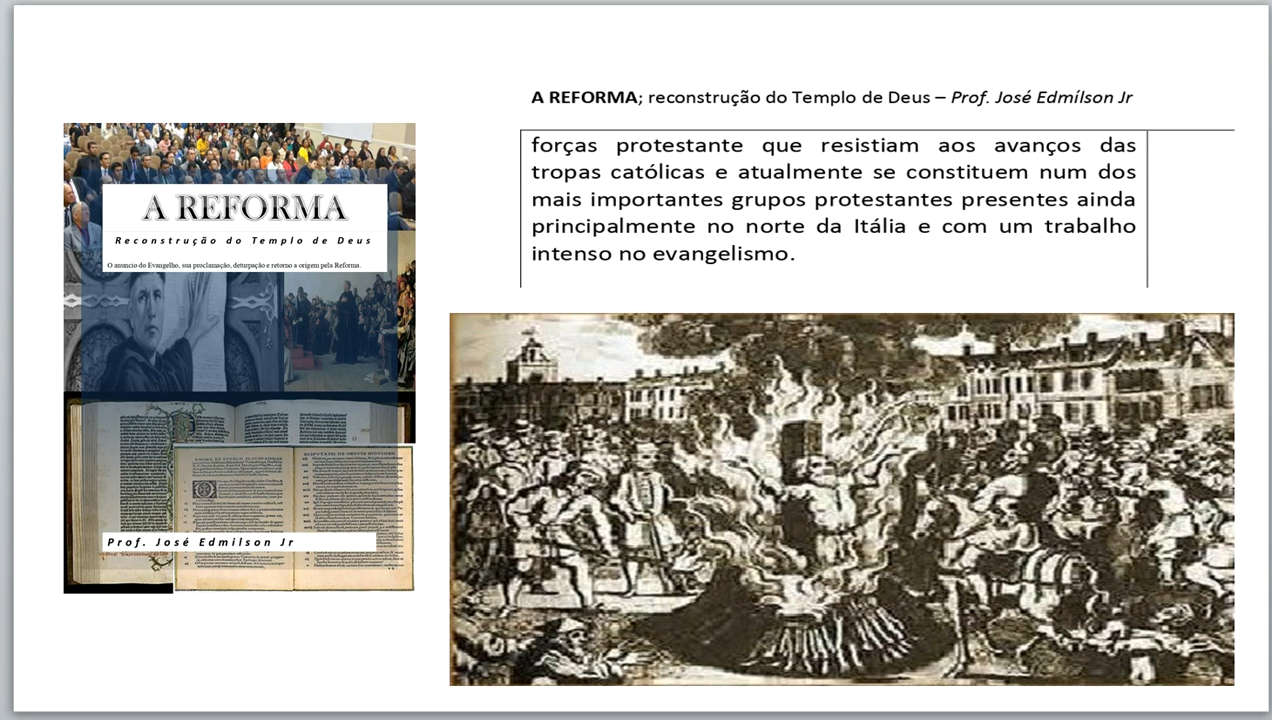 A REFORMA; reconstrução do Templo de Deus – Prof. José Edmílson Jr
forças protestante que resistiam aos avanços das
tropas católicas e atualmente se constituem num dos
mais importantes grupos protestantes presentes ainda
principalmente no norte da Itália e com um trabalho
intenso no evangelismo.
A REFORMA
Reconstrução do Templo de Deus
O anuncio do Evangelho, sua proclamação, deturpação e retorno a origem pela Reforma.
Prof. José Edmilson Jr